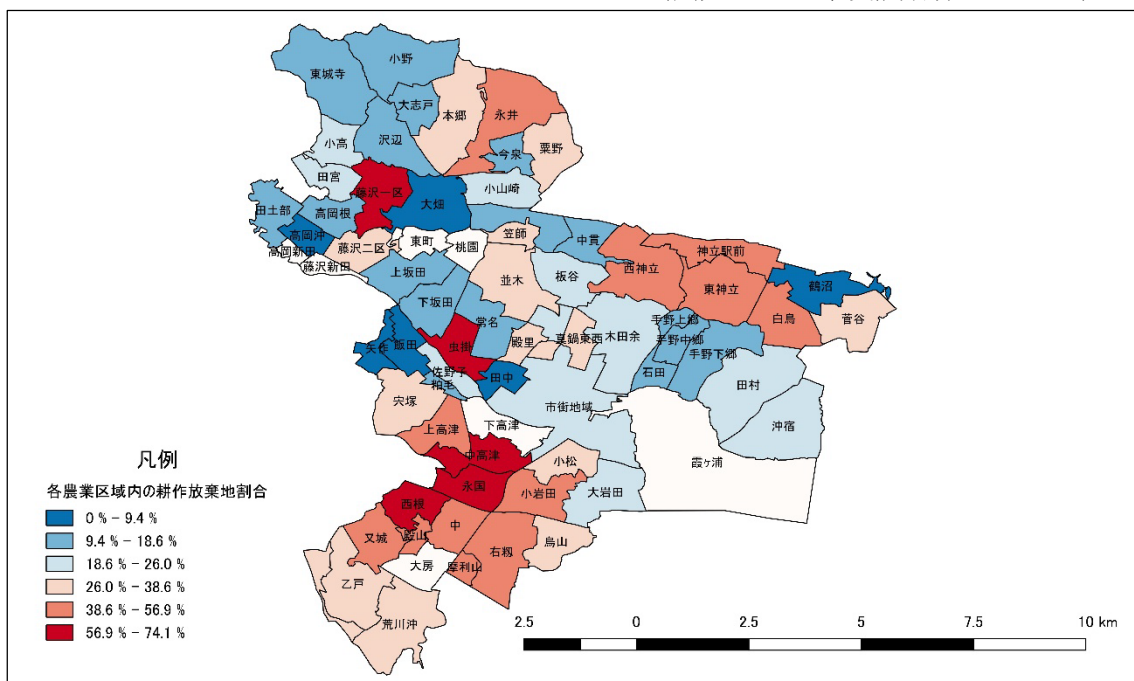 小野
東城寺
大志戸
本郷
永井
沢辺
小高
今泉
粟野
田宮
藤沢一区
大畑
小山崎
田土部
高岡根
高岡沖
高岡新田
藤沢二区
藤沢新田
東町
桃園
笠師
中貫
西神立
神立駅前
東神立
鶴沼
白鳥
菅谷
上坂田
並木
板谷
下坂田
常名
矢作
飯田
虫掛
殿里
真鍋東西
木田余
手野上郷
手野中郷
手野下郷
石田
佐野子
粕毛
田中
田村
沖宿
宍塚
市街地域
上高津
下高津
霞ヶ浦
中高津
小松
永国
小岩田
大岩田
西根
又城
中
右籾
烏山
大房
摩利山
乙戸
荒川沖
凡例
各農業区域内の耕作放棄地割合
0 % – 9.4 %
9.4 % – 18.6 %
18.6 % – 26.0 %
26.0 % – 38.6 %
38.6 % – 56.9 %
56.9 % – 74.1 %
2.5 0 2.5 5 7.5 10 km